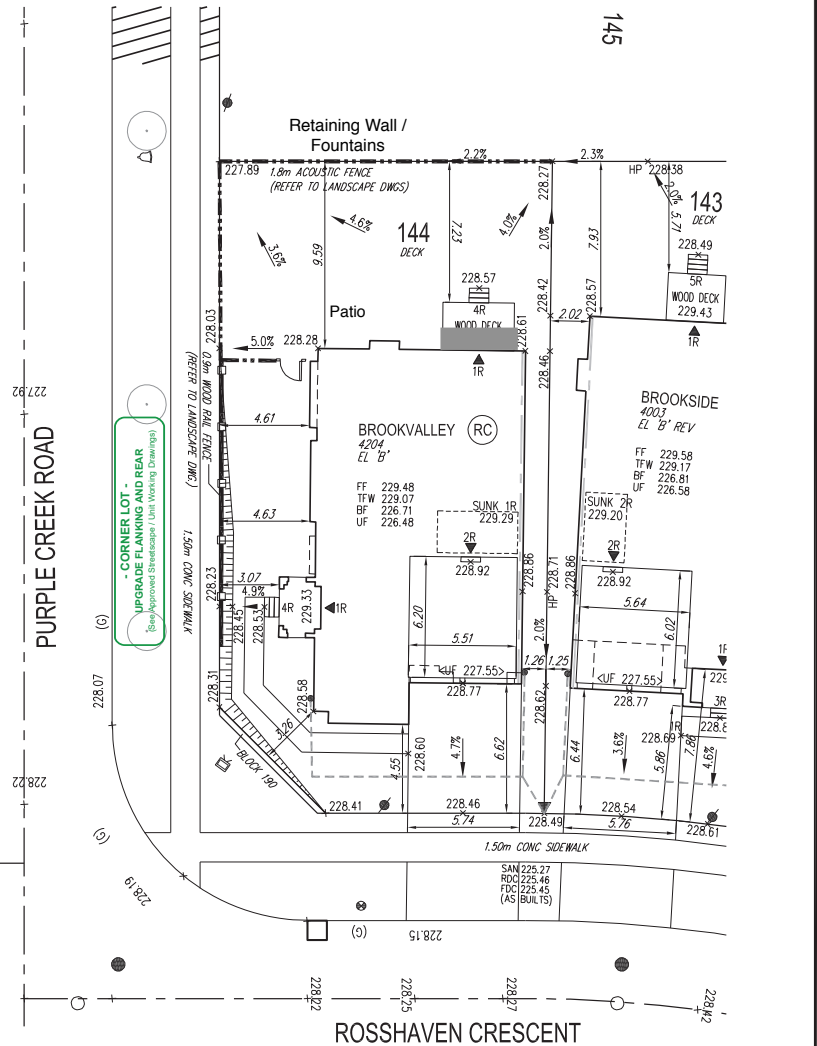 145
Retaining Wall /
Fountains
2.2%
2.3%
227.89
1.8m ACOUSTIC FENCE
(REFER TO LANDSCAPE DWGS)
228.27
HP 228.38
2.0%
5.71
143
DECK
4.6%
3.6%
9.59
144
DECK
7.23
4.0%
2.0%
7.93
228.49
5R
WOOD DECK
229.43
1R
228.57
4R
WOOD DECK
1R
228.42
228.57
2.02
228.61
228.46
Patio
228.03
5.0%
228.28
0.9m WOOD RAIL FENCE
(REFER TO LANDSCAPE DWG.)
227.92
4.61
BROOKVALLEY
4204
EL 'B'
RC
BROOKSIDE
4003
EL 'B' REV
FF 229.48
TFW 229.07
BF 226.71
UF 226.48
FF 229.58
TFW 229.17
BF 226.81
UF 226.58
SUNK 1R
229.29
2R
228.92
SUNK 2R
229.20
2R
228.92
- CORNER LOT -
UPGRADE FLANKING AND REAR
(See Approved Streetscape / Unit Working Drawings)
PURPLE CREEK ROAD
4.63
1.50m CONC SIDEWALK
228.23
3.07
4.9%
4R
229.33
1R
228.45
228.53
228.86
228.71
HP
228.86
2.0%
6.20
5.51
5.64
6.02
(G)
228.07
228.31
228.58
<UF 227.55>
228.77
1.26
1.25
228.62
<UF 227.55>
228.77
1R
229
3R
228.8
1R
228.69
5.26
BLOCK 190
4.55
228.60
4.7%
6.62
6.44
3.6%
5.86
7.86
4.6%
228.22
228.41
228.46
5.74
228.49
228.54
5.76
228.61
(G)
1.50m CONC SIDEWALK
228.19
SAN 225.27
RDC 225.46
FDC 225.45
(AS BUILTS)
(G)
228.15
228.22
228.25
228.27
228.42
ROSSHAVEN CRESCENT